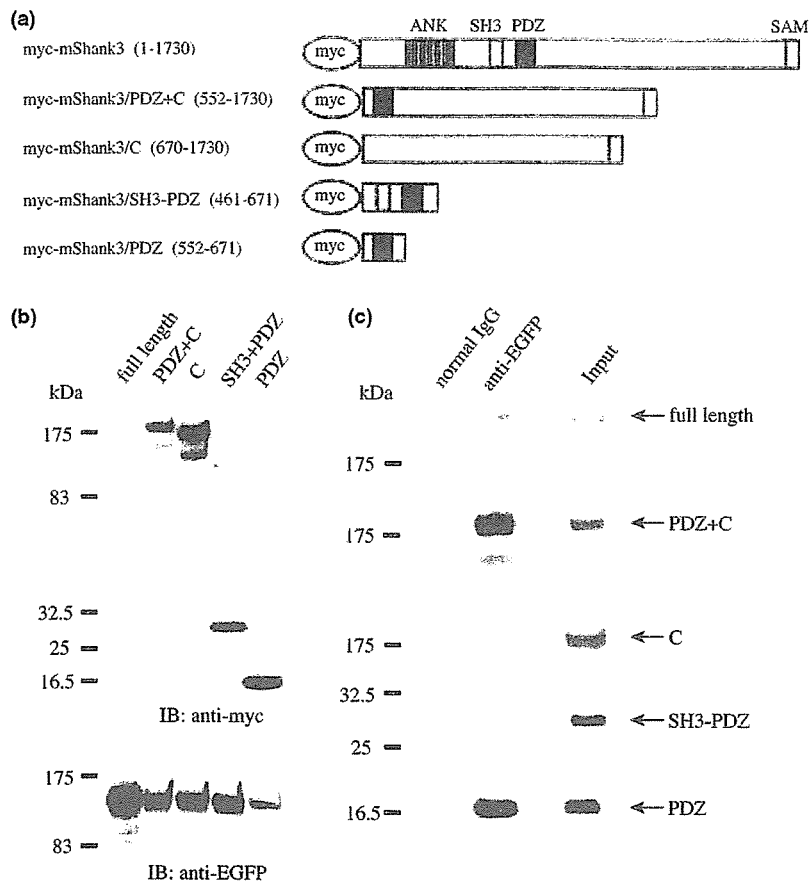 (a)
ANK SH3 PDZ SAM
myc-mShank3 (1-1730) myc
myc-mShank3/PDZ+C (552-1730) myc
myc-mShank3/C (670-1730) myc
myc-mShank3/SH3-PDZ (461-671) myc
myc-mShank3/PDZ (552-671) myc
(b)
full length PDZ+C C SH3+PDZ PDZ
kDa
175
83
32.5
25
16.5
IB: anti-myc
175
83
IB: anti-EGFP
(c)
normal IgG anti-EGFP Input
kDa
full length
175
PDZ+C
175
C
175
32.5
SH3-PDZ
25
PDZ
16.5